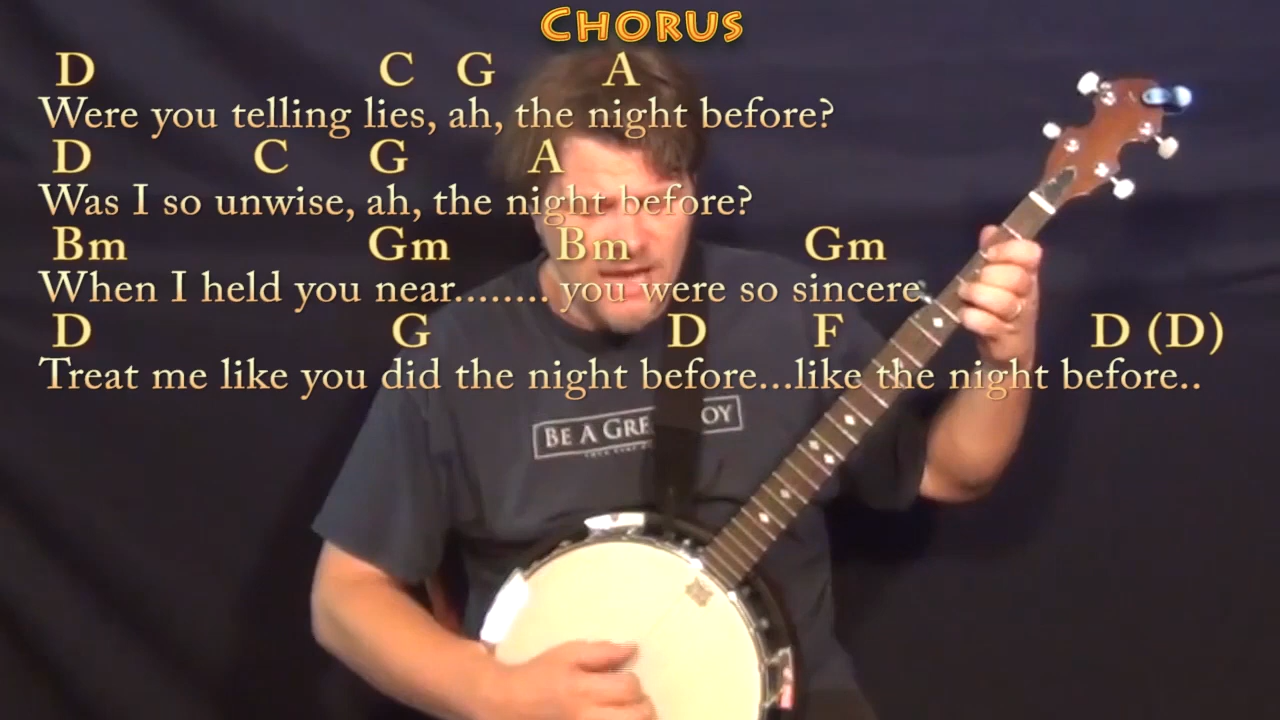 CHORUS
D C G A
Were you telling lies, ah, the night before?
D C G A
Was I so unwise, ah, the night before?
Bm Gm Bm Gm
When I held you near........ you were so sincere
D G D F D (D)
Treat me like you did the night before...like the night before..
BE A GRE OY